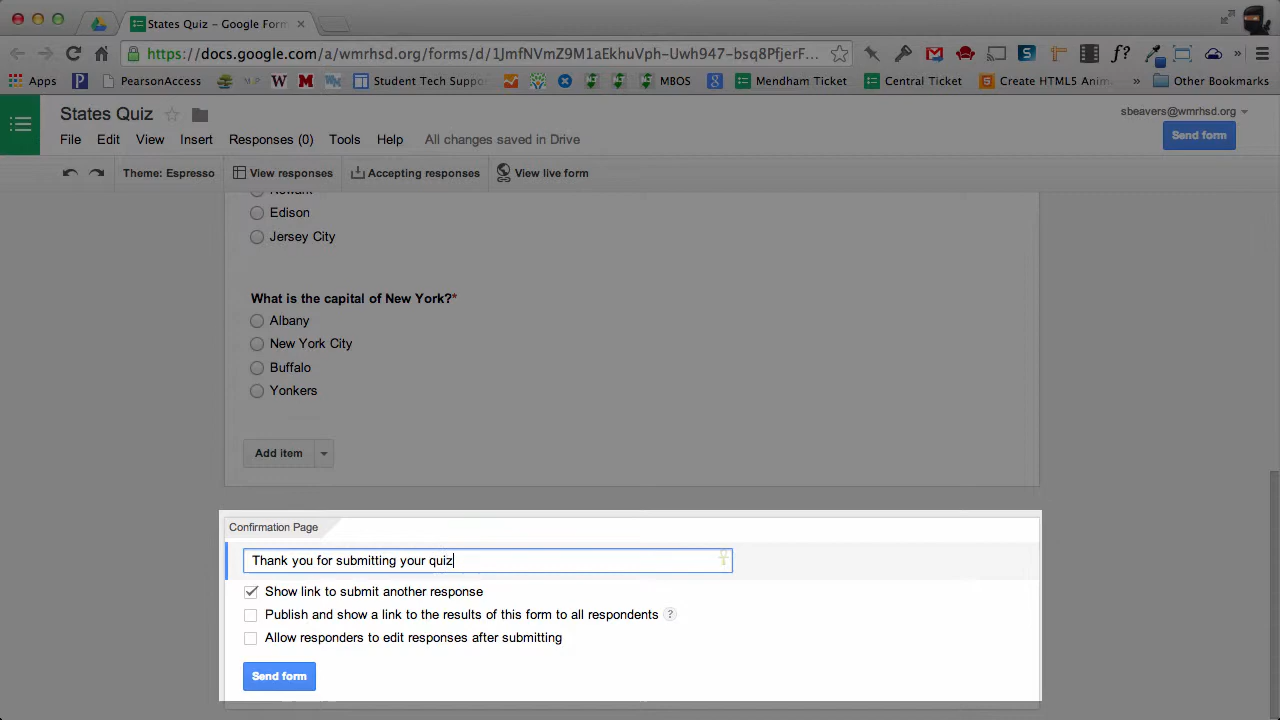 States Quiz – Google Form
https://docs.google.com/a/wmrhsd.org/forms/d/1JmfNVmZ9M1aEkhuVph-Uwh947-bsq8PfjerF...
Apps PearsonAccess Student Tech Suppo MBOS Mendham Ticket Central Ticket Create HTML5 Anim » Other Bookmarks
States Quiz
sbeavers@wmrhsd.org
File Edit View Insert Responses (0) Tools Help All changes saved in Drive
Send form
Theme: Espresso View responses Accepting responses View live form
Newark
Edison
Jersey City
What is the capital of New York?*
Albany
New York City
Buffalo
Yonkers
Add item
Confirmation Page
Thank you for submitting your quiz
Show link to submit another response
Publish and show a link to the results of this form to all respondents ?
Allow responders to edit responses after submitting
Send form